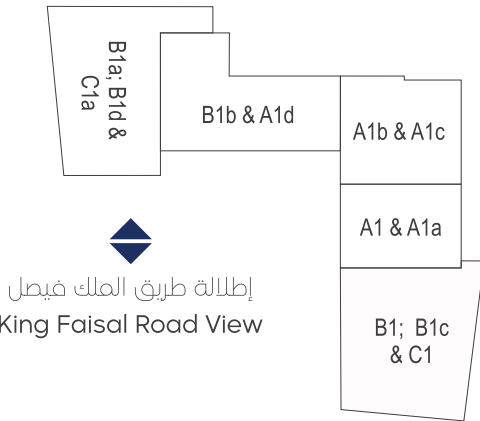 B1a; B1d &
C1a
B1b & A1d
A1b & A1c
A1 & A1a
إطلالة طريق الملك فيصل
King Faisal Road View
B1; B1c
& C1